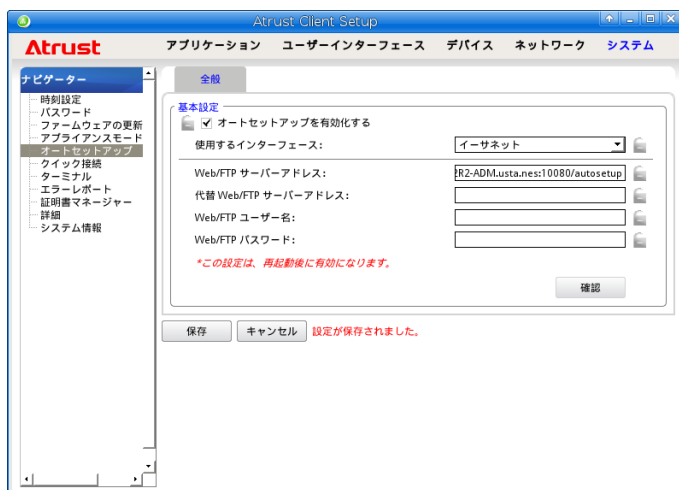 Atrust Client Setup
Atrust
アプリケーション ユーザーインターフェース デバイス ネットワーク システム
ナビゲーター
時刻設定
パスワード
ファームウェアの更新
アプライアンスモード
オートセットアップ
クイック接続
ターミナル
エラーレポート
証明書マネージャー
詳細
システム情報
全般
基本設定
オートセットアップを有効化する
使用するインターフェース: イーサネット
Web/FTP サーバーアドレス: R2-ADM.usta.nes:10080/autosetup
代替 Web/FTP サーバーアドレス:
Web/FTP ユーザー名:
Web/FTP パスワード:
*この設定は、再起動後に有効になります。
確認
保存 キャンセル 設定が保存されました。